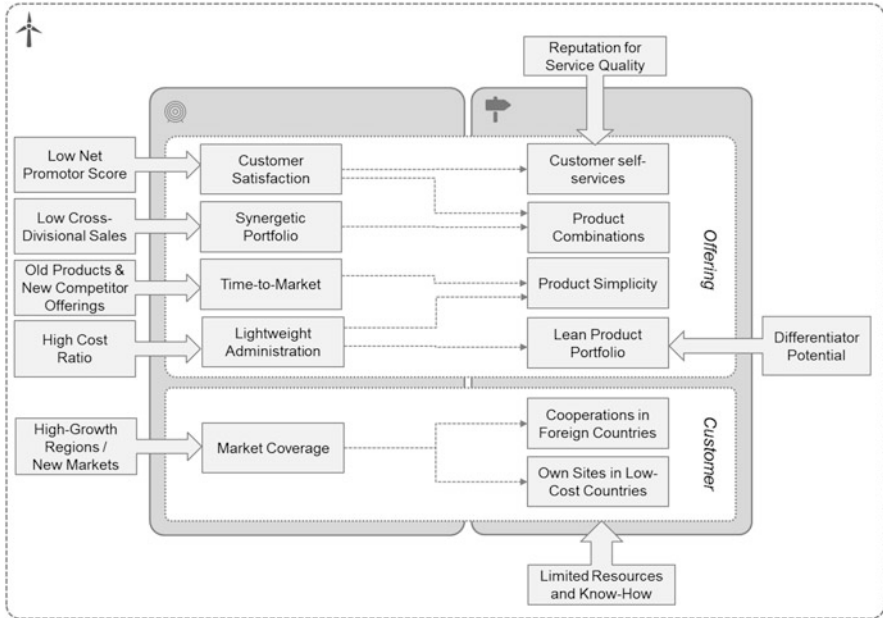 Reputation for
Service Quality
Low Net
Promotor Score
Customer
Satisfaction
Customer self-
services
Low Cross-
Divisional Sales
Synergetic
Portfolio
Product
Combinations
Offering
Old Products &
New Competitor
Offerings
Time-to-Market
Product Simplicity
High Cost
Ratio
Lightweight
Administration
Lean Product
Portfolio
Differentiator
Potential
High-Growth
Regions /
New Markets
Market Coverage
Cooperations in
Foreign Countries
Own Sites in Low-
Cost Countries
Customer
Limited Resources
and Know-How